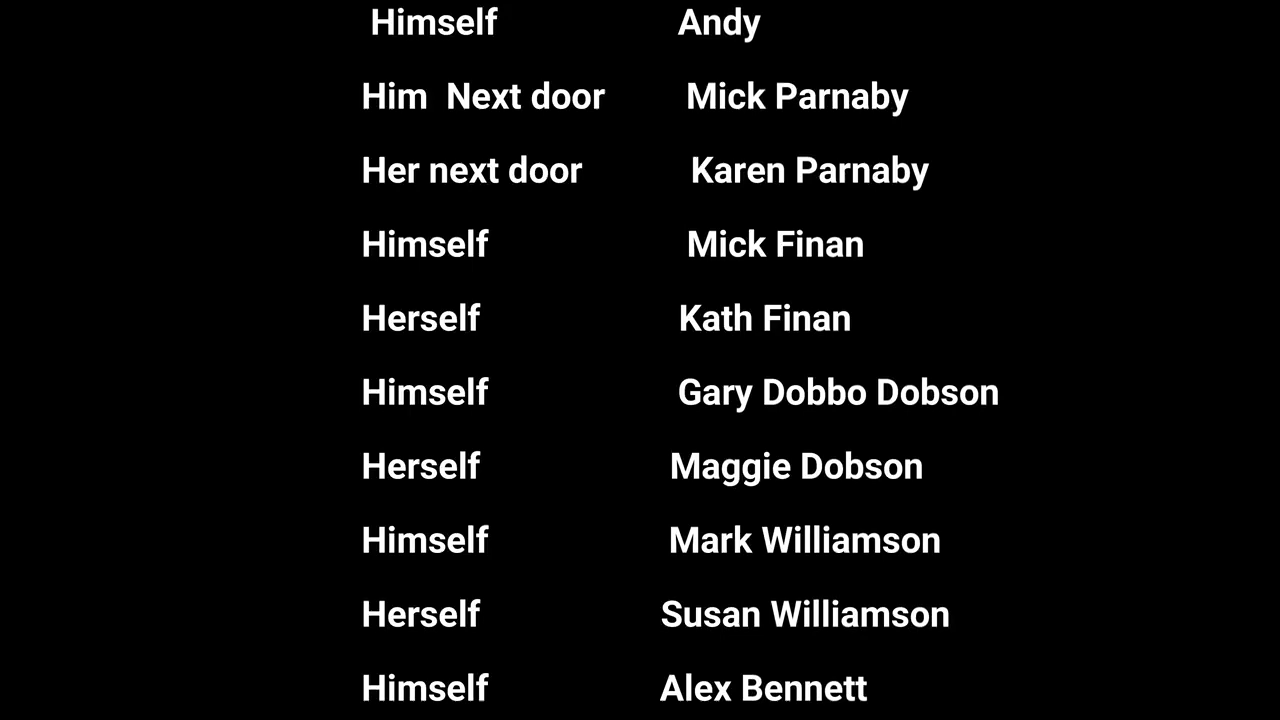 Himself Andy
Him Next door Mick Parnaby
Her next door Karen Parnaby
Himself Mick Finan
Herself Kath Finan
Himself Gary Dobbo Dobson
Herself Maggie Dobson
Himself Mark Williamson
Herself Susan Williamson
Himself Alex Bennett